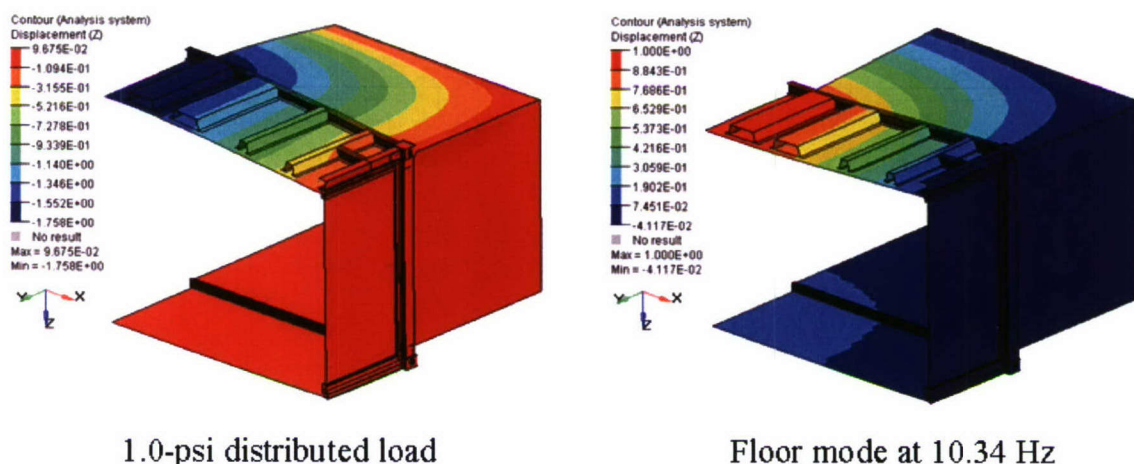 Contour (Analysis system)
Displacement (Z)
9.675E-02
-1.094E-01
-3.155E-01
-5.216E-01
-7.278E-01
-9.339E-01
-1.140E+00
-1.346E+00
-1.552E+00
-1.758E+00
No result
Max = 9.675E-02
Min = -1.758E+00
Y X
Z
Contour (Analysis system)
Displacement (Z)
1.000E+00
8.843E-01
7.686E-01
6.529E-01
5.373E-01
4.216E-01
3.059E-01
1.902E-01
7.451E-02
-4.117E-02
No result
Max = 1.000E+00
Min = -4.117E-02
Y X
Z
1.0-psi distributed load
Floor mode at 10.34 Hz